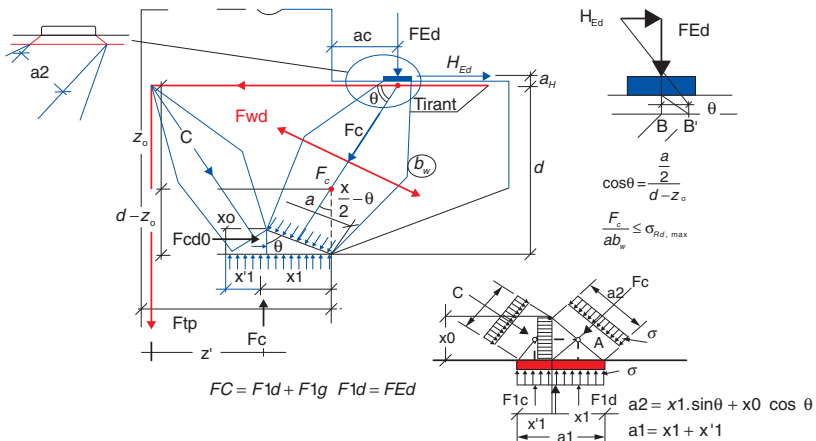 a2
ac
FEd
H_Ed
a_H
θ
Tirant
Fwd
Fc
C
z_o
b_w
d
F_c
a
x/2 – θ
d – z_o
xo
Fcd0
θ
x'1 x1
Ftp
Fc
z'
FC = F1d + F1g F1d = FEd
H_Ed
FEd
θ
B B'
cosθ = (a/2)/(d – z_o)
F_c/ab_w ≤ σ_Rd, max
C
a2
Fc
x0
A
σ
σ
F1c F1d
x'1 x1
a1
a2 = x1.sinθ + x0 cos θ
a1 = x1 + x'1